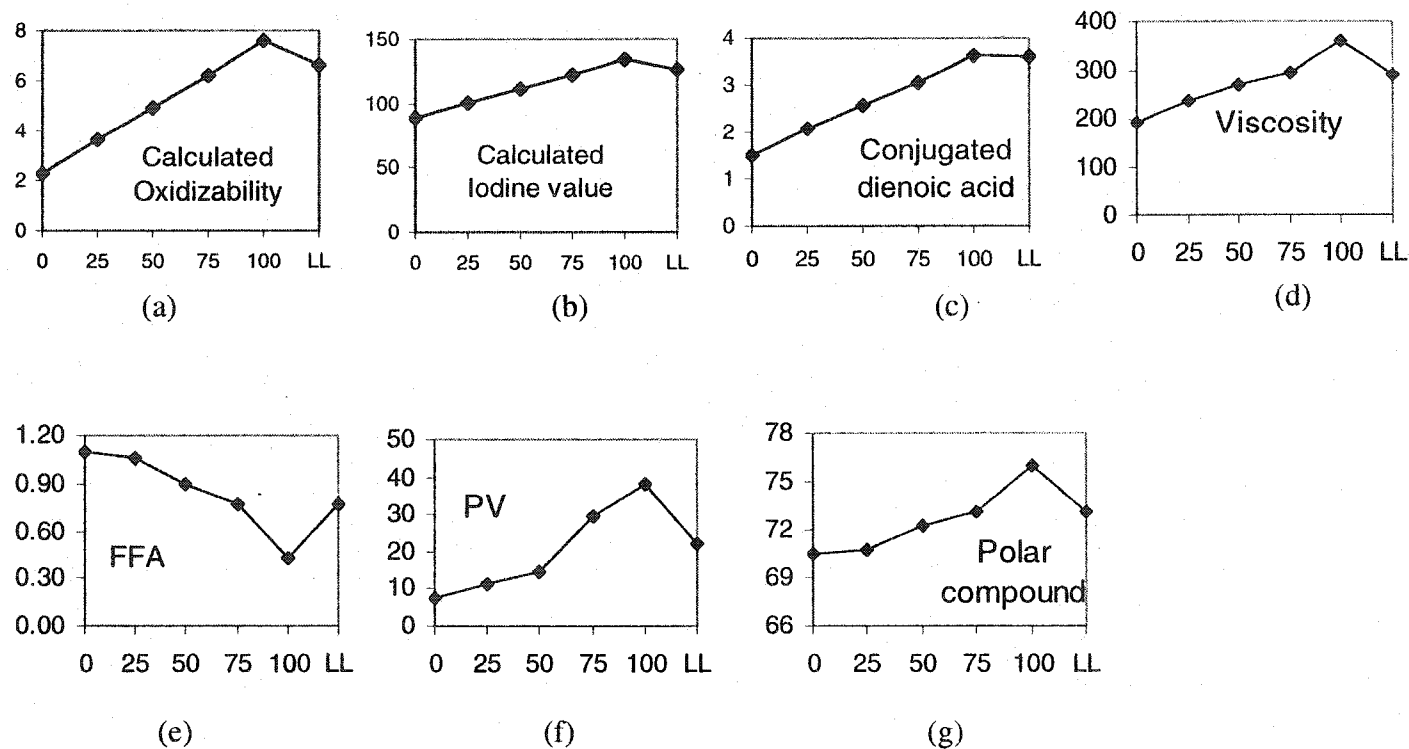 8
6
4
2
0
Calculated
Oxidizability
0 25 50 75 100 LL
(a)
150
100
50
0
Calculated
Iodine value
0 25 50 75 100 LL
(b)
4
3
2
1
0
Conjugated
dienoic acid
0 25 50 75 100 LL
(c)
400
300
200
100
0
Viscosity
0 25 50 75 100 LL
(d)
1.20
0.90
0.60
0.30
0.00
FFA
0 25 50 75 100 LL
(e)
50
40
30
20
10
0
PV
0 25 50 75 100 LL
(f)
78
75
72
69
66
Polar
compound
0 25 50 75 100 LL
(g)